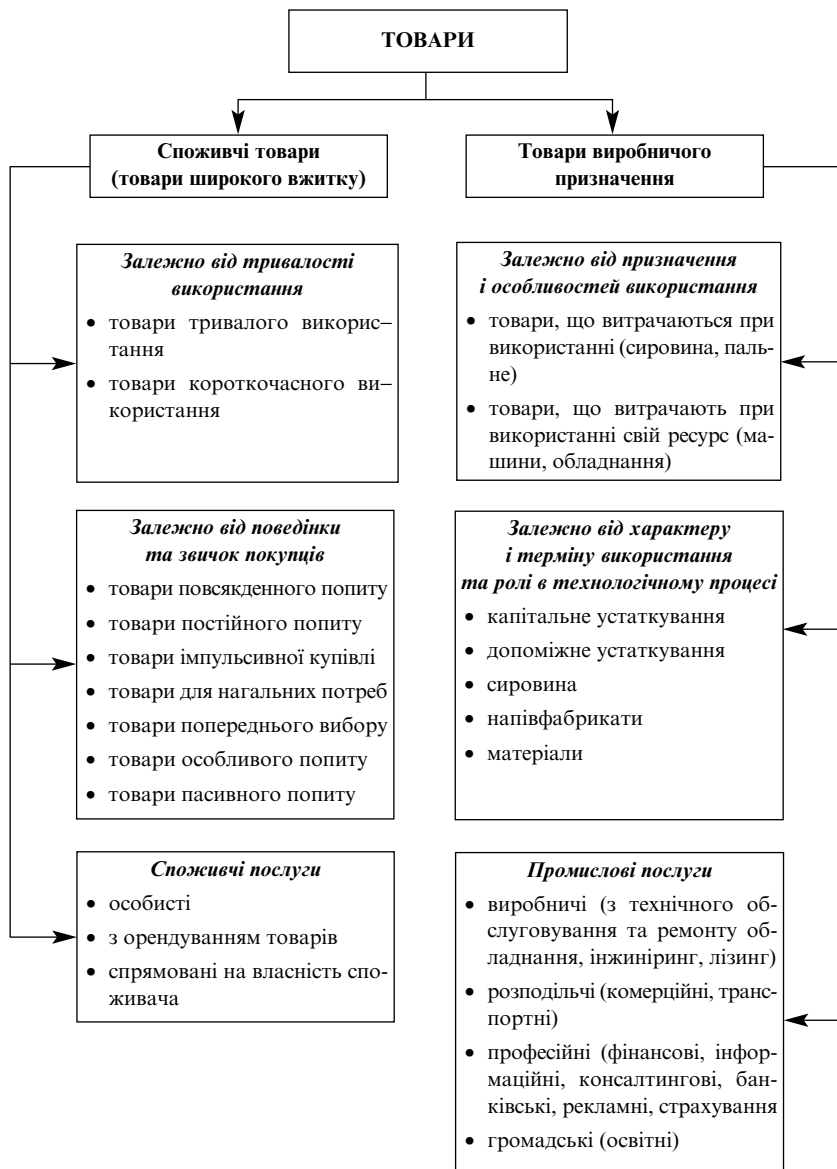 ТОВАРИ
Споживчі товари
(товари широкого вжитку)
Товари виробничого
призначення
Залежно від тривалості
використання
• товари тривалого викорис–
тання
• товари короткочасного ви–
користання
Залежно від призначення
і особливостей використання
• товари, що витрачаються при
використанні (сировина, паль-
не)
• товари, що витрачають при
використанні свій ресурс (ма-
шини, обладнання)
Залежно від поведінки
та звичок покупців
• товари повсякденного попиту
• товари постійного попиту
• товари імпульсивної купівлі
• товари для нагальних потреб
• товари попереднього вибору
• товари особливого попиту
• товари пасивного попиту
Залежно від характеру
і терміну використання
та ролі в технологічному процесі
• капітальне устаткування
• допоміжне устаткування
• сировина
• напівфабрикати
• матеріали
Споживчі послуги
• особисті
• з орендуванням товарів
• спрямовані на власність спо-
живача
Промислові послуги
• виробничі (з технічного об-
слуговування та ремонту об-
ладнання, інжиніринг, лізинг)
• розподільчі (комерційні, транс-
портні)
• професійні (фінансові, інфор-
маційні, консалтингові, бан-
ківські, рекламні, страхування
• громадські (освітні)